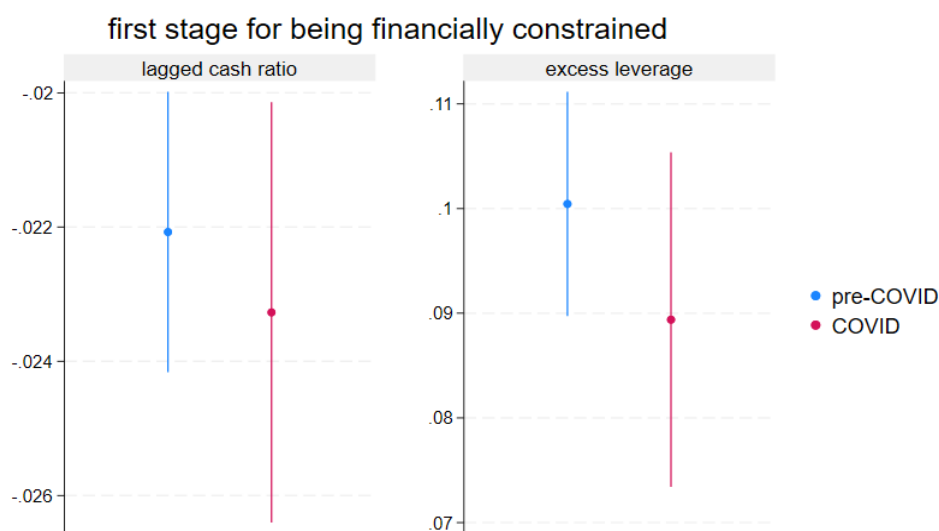 first stage for being financially constrained
lagged cash ratio
-.02
-.022
-.024
-.026
excess leverage
.11
.1
.09
.08
.07
pre-COVID
COVID